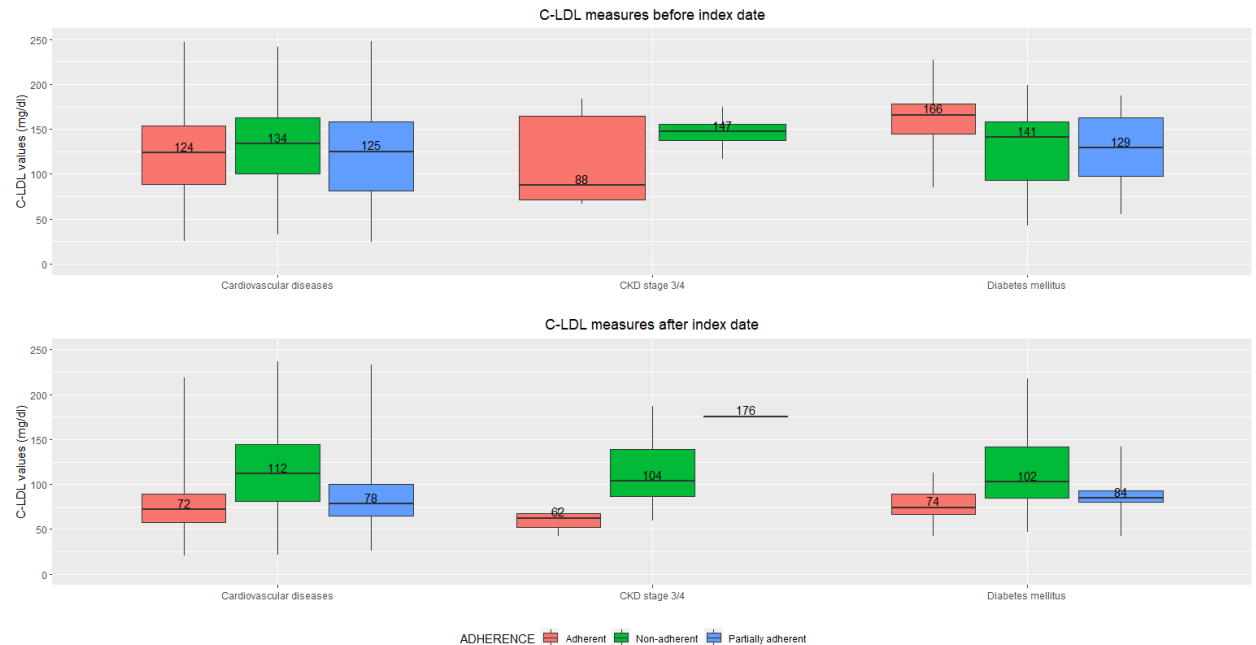 C-LDL measures before index date
C-LDL values (mg/dl)
250
200
150
100
50
0
124
134
125
88
147
166
141
129
Cardiovascular diseases
CKD stage 3/4
Diabetes mellitus
C-LDL measures after index date
C-LDL values (mg/dl)
250
200
150
100
50
0
72
112
78
62
104
176
74
102
84
Cardiovascular diseases
CKD stage 3/4
Diabetes mellitus
ADHERENCE Adherent Non-adherent Partially adherent